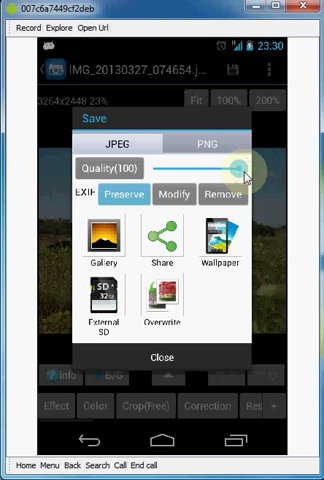 007c6a7449cf2deb
Record Explore Open Url
23:30
IMG_20130327_074654.j..
3264x2448 23%
Fit 100% 200%
Save
JPEG PNG
Quality(100)
EXIF Preserve Modify Remove
Gallery Share Wallpaper
SD
32GB
External SD Overwrite
Close
info B/G
Effect Color Crop(Free) Correction Res +
Home Menu Back Search Call End call